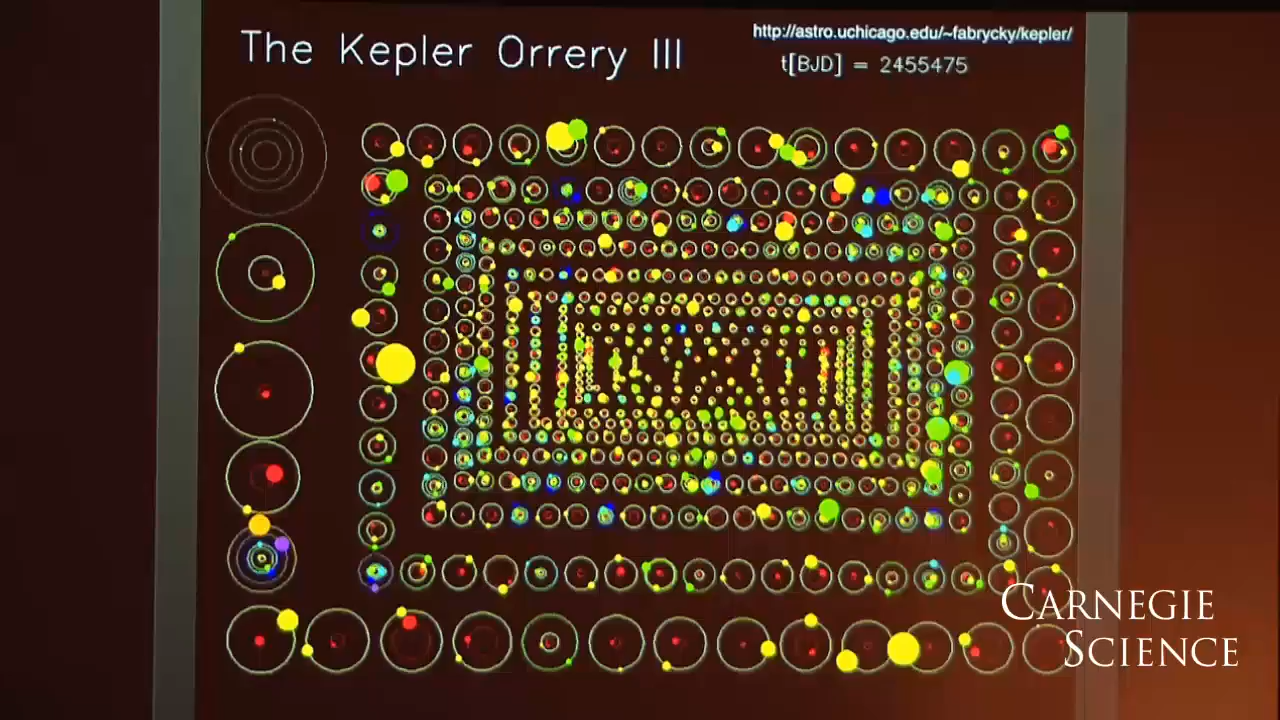 The Kepler Orrery III
http://astro.uchicago.edu/~fabrycky/kepler/
t[BJD] = 2455475
CARNEGIE
SCIENCE